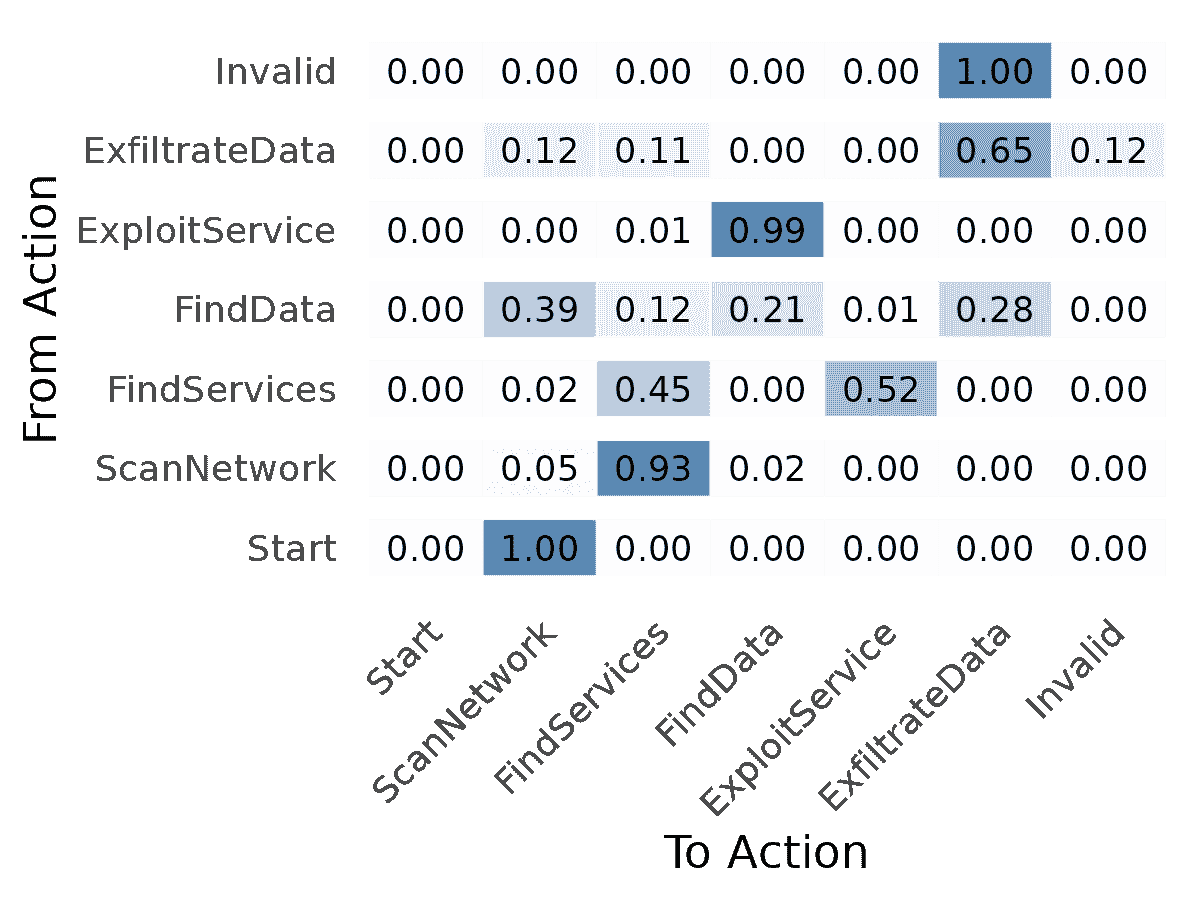 Invalid 0.00 0.00 0.00 0.00 0.00 1.00 0.00
ExfiltrateData 0.00 0.12 0.11 0.00 0.00 0.65 0.12
ExploitService 0.00 0.00 0.01 0.99 0.00 0.00 0.00
FindData 0.00 0.39 0.12 0.21 0.01 0.28 0.00
FindServices 0.00 0.02 0.45 0.00 0.52 0.00 0.00
ScanNetwork 0.00 0.05 0.93 0.02 0.00 0.00 0.00
Start 0.00 1.00 0.00 0.00 0.00 0.00 0.00
From Action
Start
ScanNetwork
FindServices
FindData
ExploitService
ExfiltrateData
Invalid
To Action